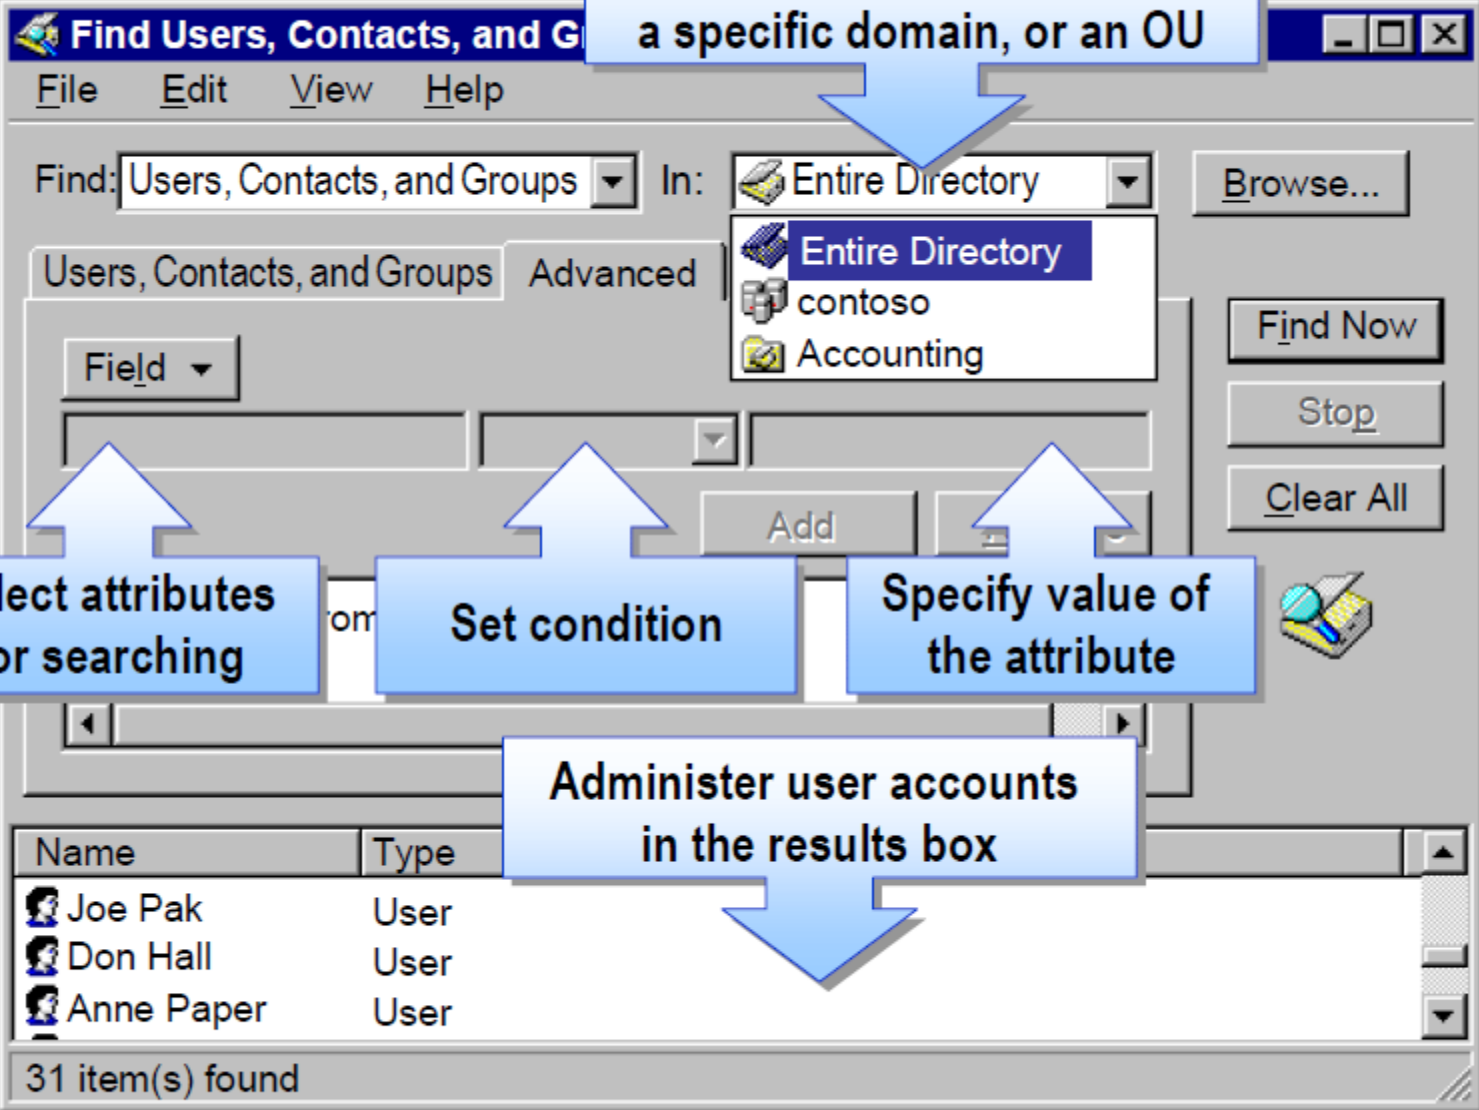 Find Users, Contacts, and G
a specific domain, or an OU
File Edit View Help
Find: Users, Contacts, and Groups In: Entire Directory Browse...
Entire Directory
Users, Contacts, and Groups Advanced
contoso
Find Now
Accounting
Field
Stop
Clear All
Add
lect attributes
or searching
om
Set condition
Specify value of
the attribute
Administer user accounts
in the results box
Name Type
Joe Pak User
Don Hall User
Anne Paper User
31 item(s) found